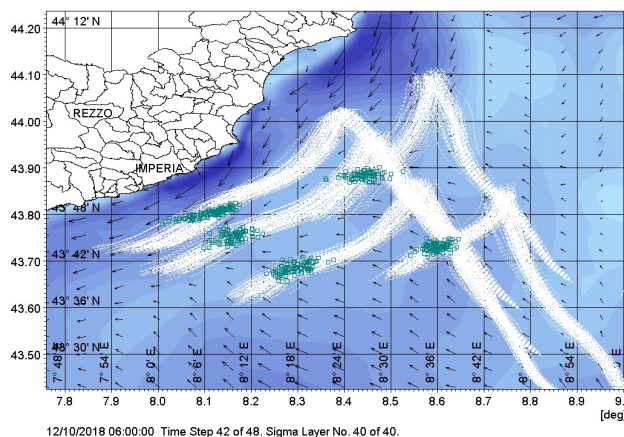 44.20
44° 12' N
44.10
44.00
REZZO
43.90
IMPERIA
43.80
43° 48' N
43.70
43° 42' N
43.60
43° 36' N
43.50
43° 30' N
7° 48'
7° 54' E
8° 0' E
8° 6' E
8° 12' E
8° 18' E
8° 24' E
8° 30' E
8° 36' E
8° 42' E
8° 54' E
7.8 7.9 8.0 8.1 8.2 8.3 8.4 8.5 8.6 8.7 8.8 8.9
[deg]
12/10/2018 06:00:00 Time Step 42 of 48. Sigma Layer No. 40 of 40.